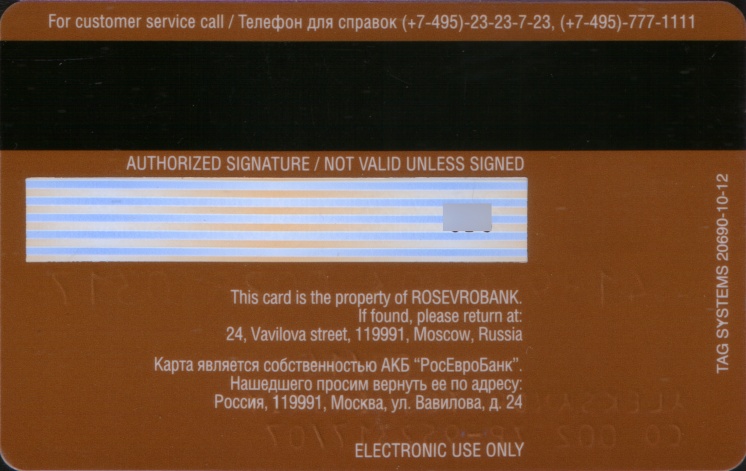 For customer service call / Телефон для справок (+7-495)-23-23-7-23, (+7-495)-777-1111
AUTHORIZED SIGNATURE / NOT VALID UNLESS SIGNED
TAG SYSTEMS 20690-10-12
This card is the property of ROSEVROBANK.
If found, please return at:
24, Vavilova street, 119991, Moscow, Russia
Карта является собственностью АКБ "РосЕвроБанк".
Нашедшего просим вернуть ее по адресу:
Россия, 119991, Москва, ул. Вавилова, д. 24
ELECTRONIC USE ONLY